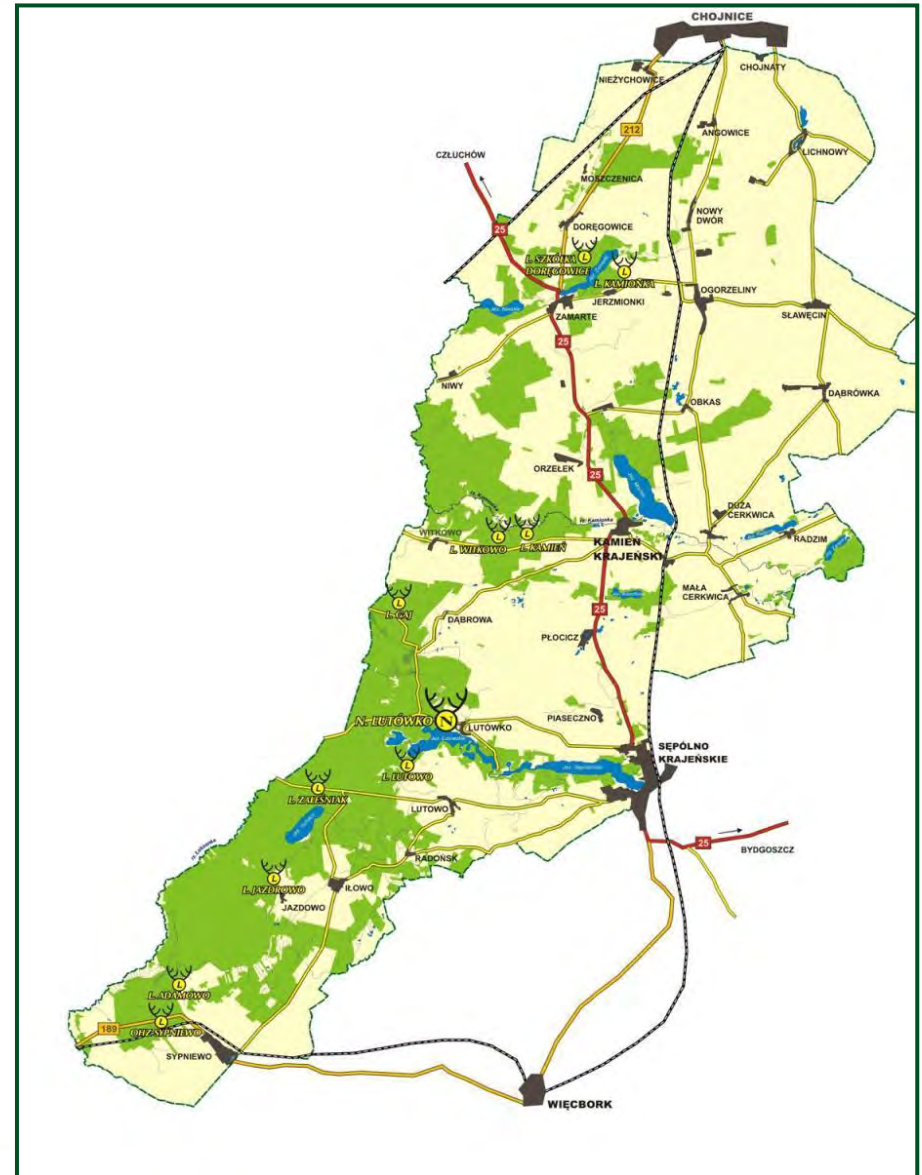 CHOJNICE
NIEŻYCHOWICE
CHOJNATY
212
ANGOWICE
LICHNOWY
CZŁUCHÓW
MOSZCZENICA
NOWY
DWÓR
25
DORĘGOWICE
L. SZKÓŁKA
DORĘGOWICE
L. KAMIONKA
JERZMIONKI
OGORZELINY
ZAMARTE
SŁAWĘCIN
25
NIWY
DĄBRÓWKA
OBKAS
ORZEŁEK
25
DUŻA
CERKWICA
WITKOWO
L. WITKOWO
L. KAMIEŃ
rz. Kamionka
KAMIEŃ
KRAJEŃSKI
RADZIM
MAŁA
CERKWICA
L. GAJ
25
DĄBROWA
PŁOCICZ
N. LUTÓWKO
N
LUTÓWKO
PIASECZNO
SĘPÓLNO
KRAJEŃSKIE
L. LUTOWO
L. ZALEŚNIAK
LUTOWO
25
BYDGOSZCZ
RADOŃSK
L. JAZDROWO
IŁOWO
JAZDOWO
L. ADAMOWO
189
OHZ SYPNIEWO
SYPNIEWO
WIĘCBORK